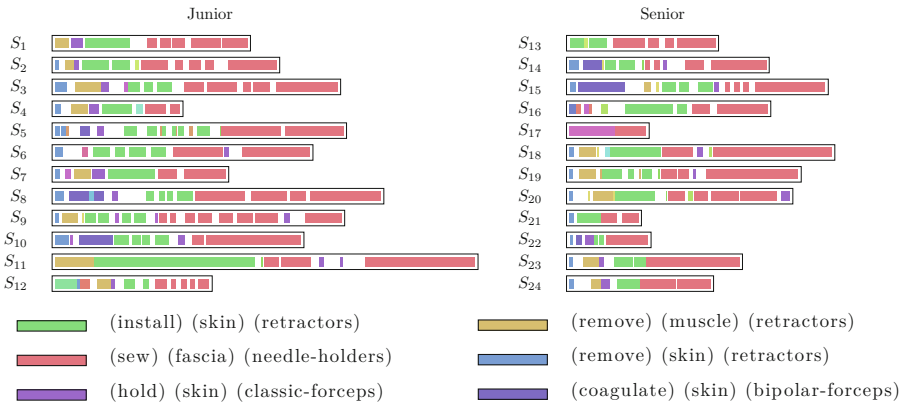 Junior Senior
S1 S13
S2 S14
S3 S15
S4 S16
S5 S17
S6 S18
S7 S19
S8 S20
S9 S21
S10 S22
S11 S23
S12 S24
(install) (skin) (retractors) (remove) (muscle) (retractors)
(sew) (fascia) (needle-holders) (remove) (skin) (retractors)
(hold) (skin) (classic-forceps) (coagulate) (skin) (bipolar-forceps)